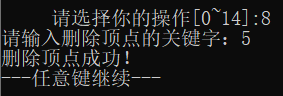 请选择你的操作[0~14]:8
请输入删除顶点的关键字：5
删除顶点成功！
---任意键继续---